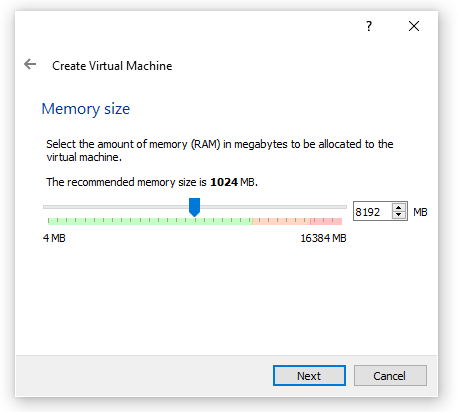 ?
Create Virtual Machine
Memory size
Select the amount of memory (RAM) in megabytes to be allocated to the
virtual machine.
The recommended memory size is 1024 MB.
8192 MB
4 MB 16384 MB
Next Cancel